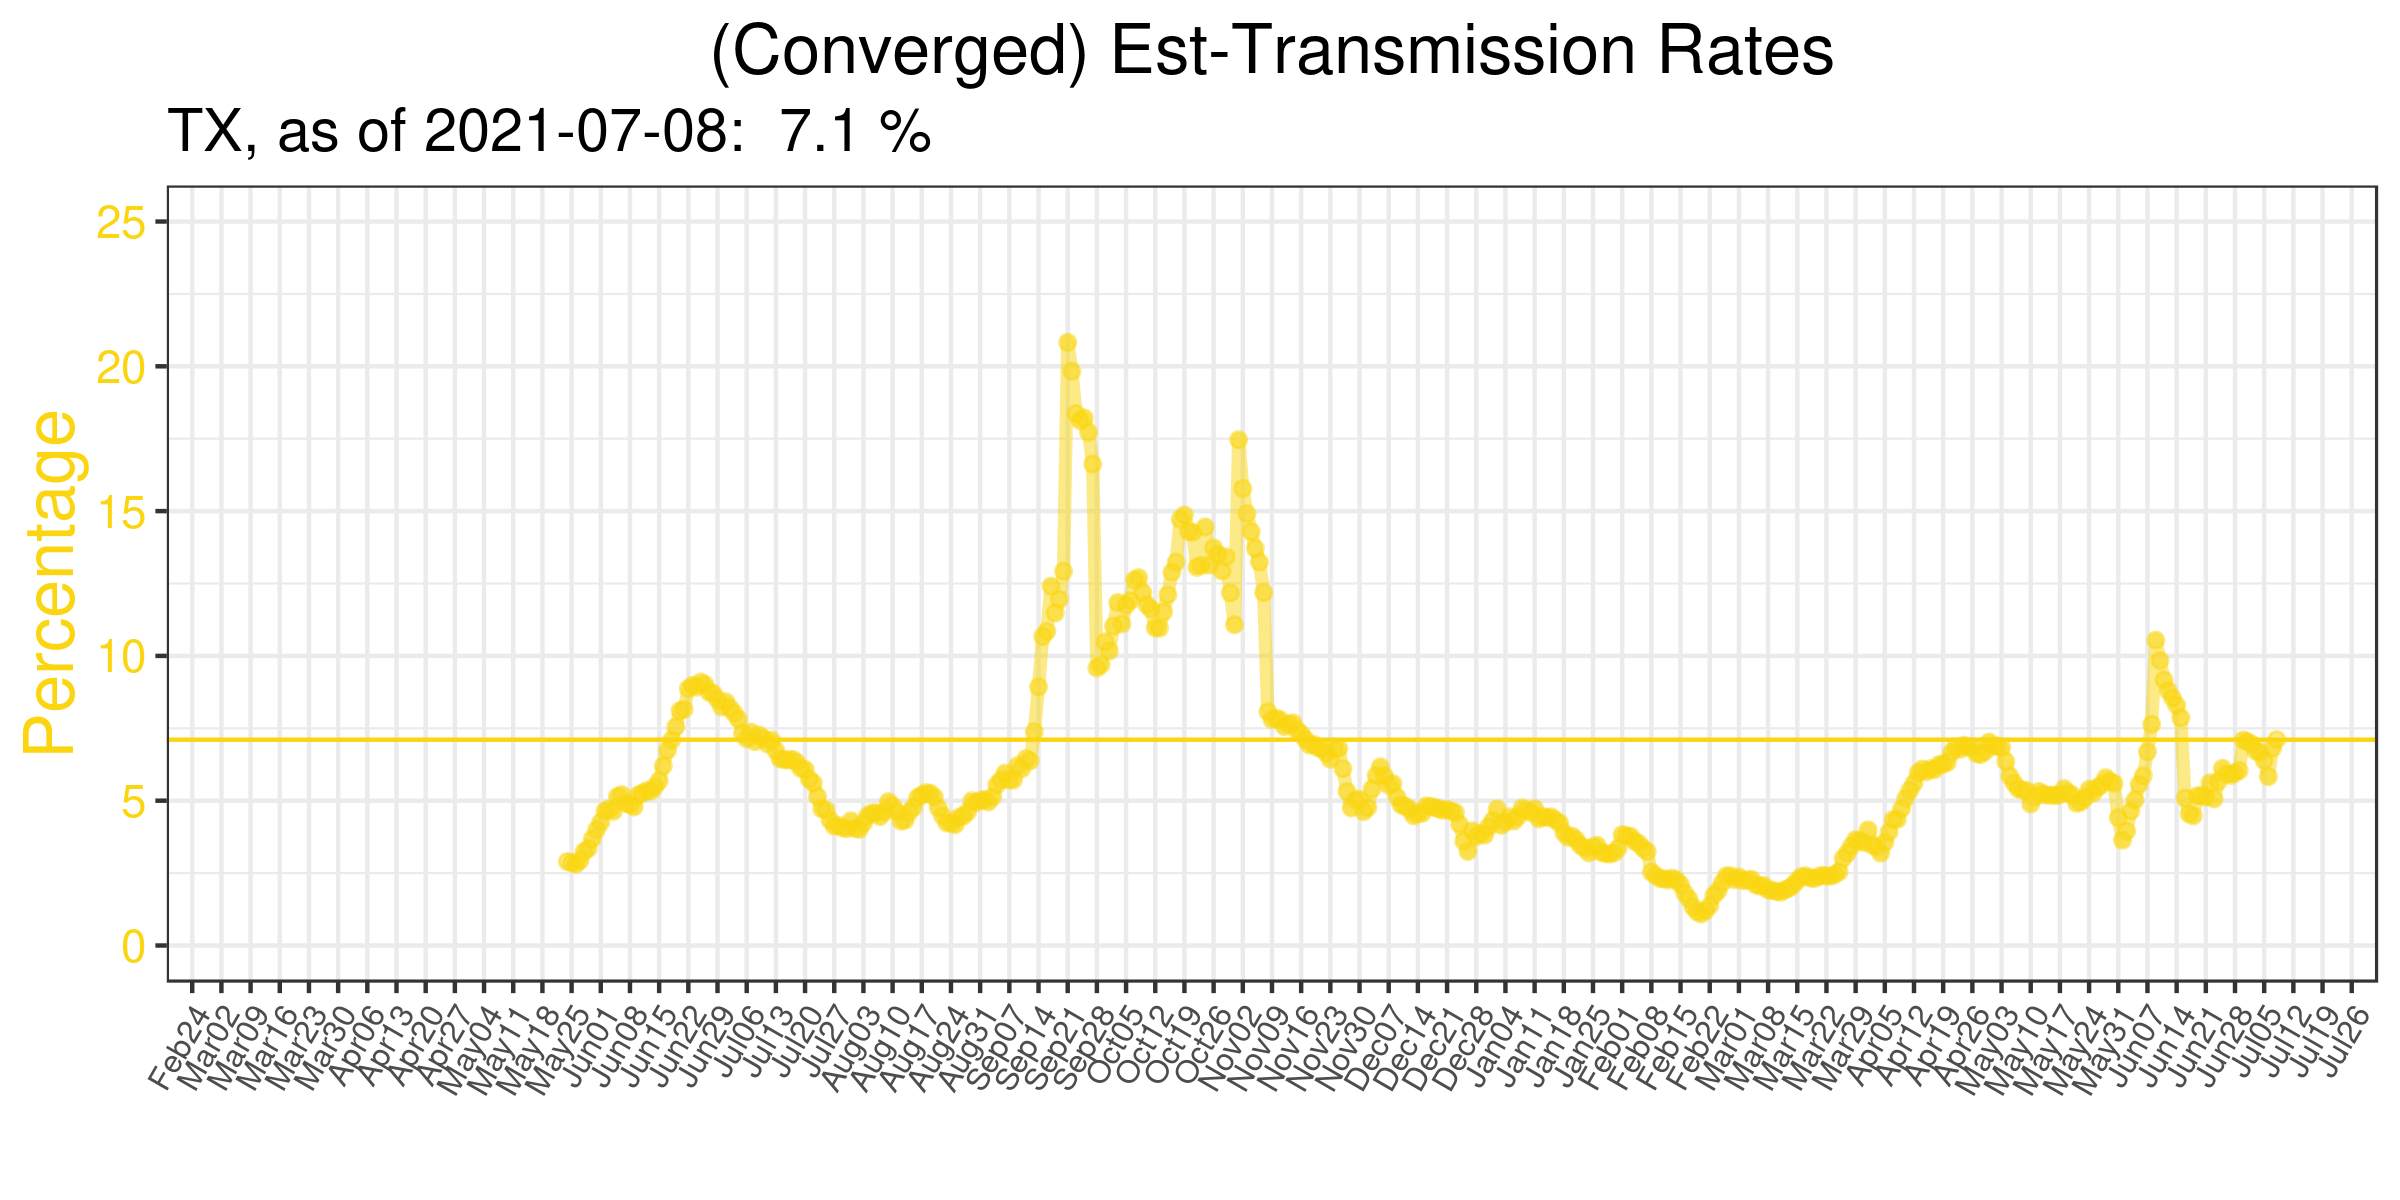 (Converged) Est-Transmission Rates
TX, as of 2021-07-08:  7.1 %
Percentage
25
20
15
10
5
0
Feb24 Mar02 Mar09 Mar16 Mar23 Mar30 Apr06 Apr13 Apr20 Apr27 May04 May11 May18 May25 Jun01 Jun08 Jun15 Jun22 Jun29 Jul06 Jul13 Jul20 Jul27 Aug03 Aug10 Aug17 Aug24 Aug31 Sep07 Sep14 Sep21 Sep28 Oct05 Oct12 Oct19 Oct26 Nov02 Nov09 Nov16 Nov23 Nov30 Dec07 Dec14 Dec21 Dec28 Jan04 Jan11 Jan18 Jan25 Feb01 Feb08 Feb15 Feb22 Mar01 Mar08 Mar15 Mar22 Mar29 Apr05 Apr12 Apr19 Apr26 May03 May10 May17 May24 May31 Jun07 Jun14 Jun21 Jun28 Jul05 Jul12 Jul19 Jul26